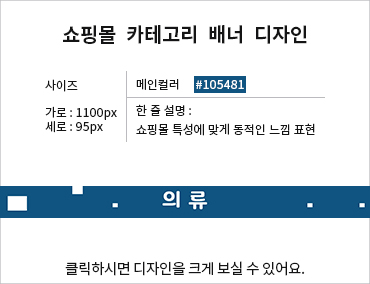 쇼핑몰 카테고리 배너 디자인
사이즈
가로 : 1100px
세로 : 95px
메인컬러 #105481
한 줄 설명 :
쇼핑몰 특성에 맞게 동적인 느낌 표현
의 류
클릭하시면 디자인을 크게 보실 수 있어요.